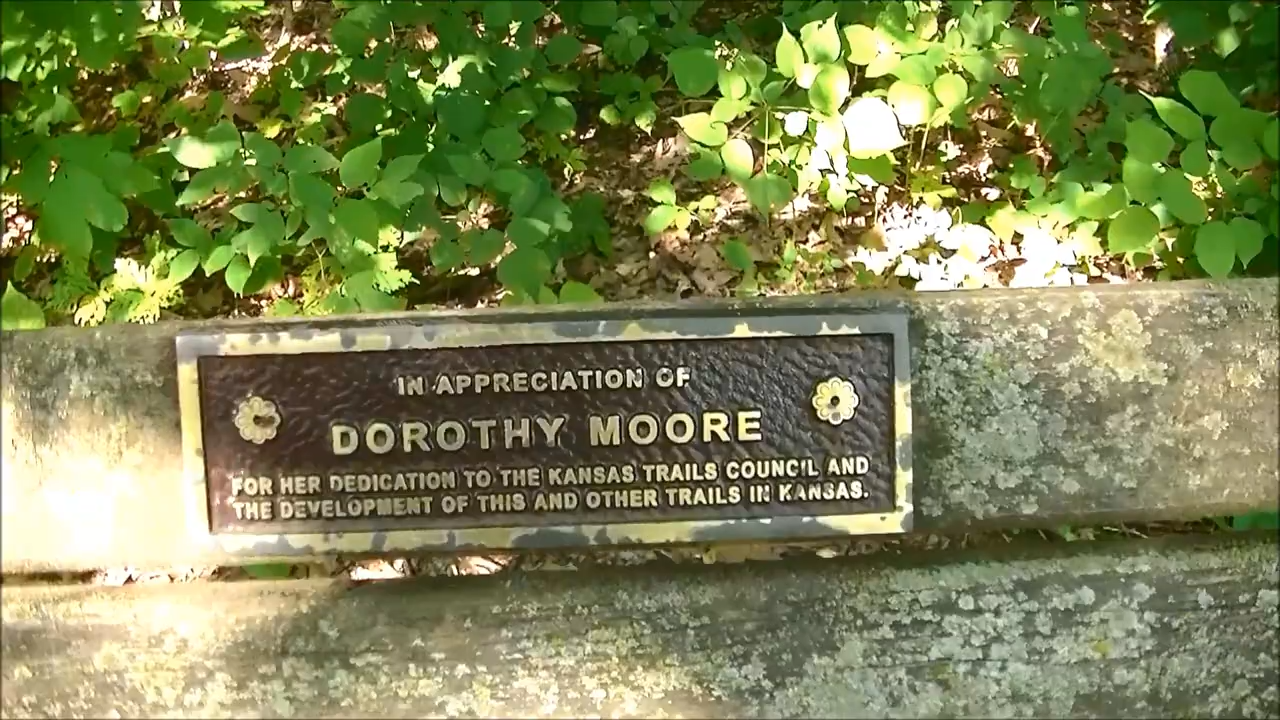 IN APPRECIATION OF
DOROTHY MOORE
FOR HER DEDICATION TO THE KANSAS TRAILS COUNCIL AND
THE DEVELOPMENT OF THIS AND OTHER TRAILS IN KANSAS.